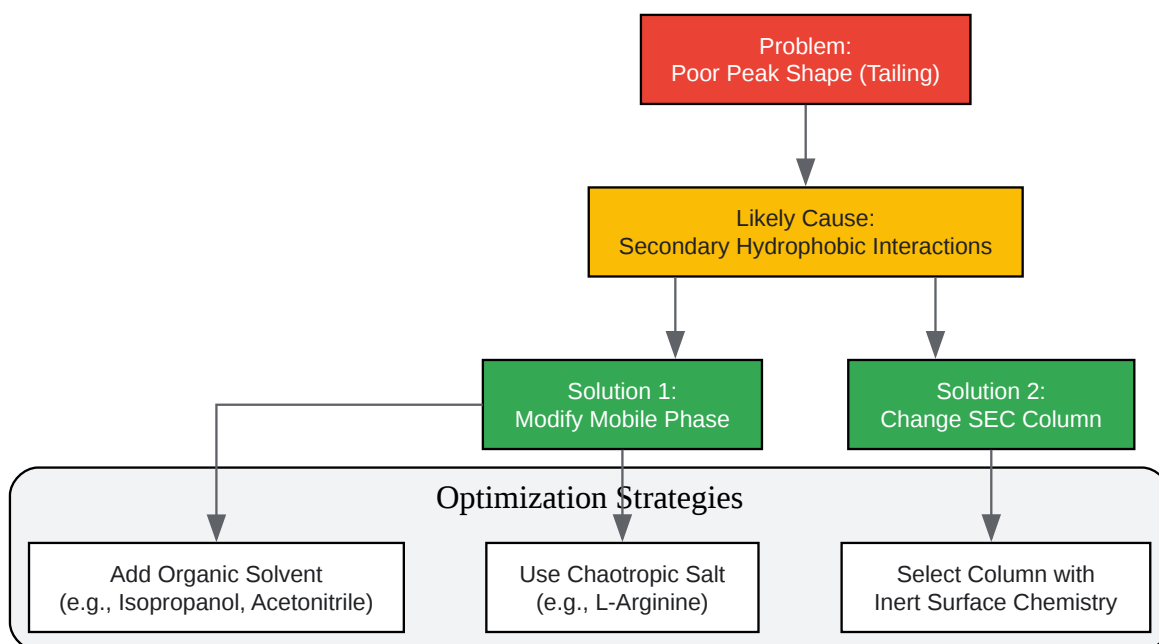 Problem:
Poor Peak Shape (Tailing)
Likely Cause:
Secondary Hydrophobic Interactions
Solution 1:
Modify Mobile Phase
Solution 2:
Change SEC Column
Optimization Strategies
Add Organic Solvent
(e.g., Isopropanol, Acetonitrile)
Use Chaotropic Salt
(e.g., L-Arginine)
Select Column with
Inert Surface Chemistry